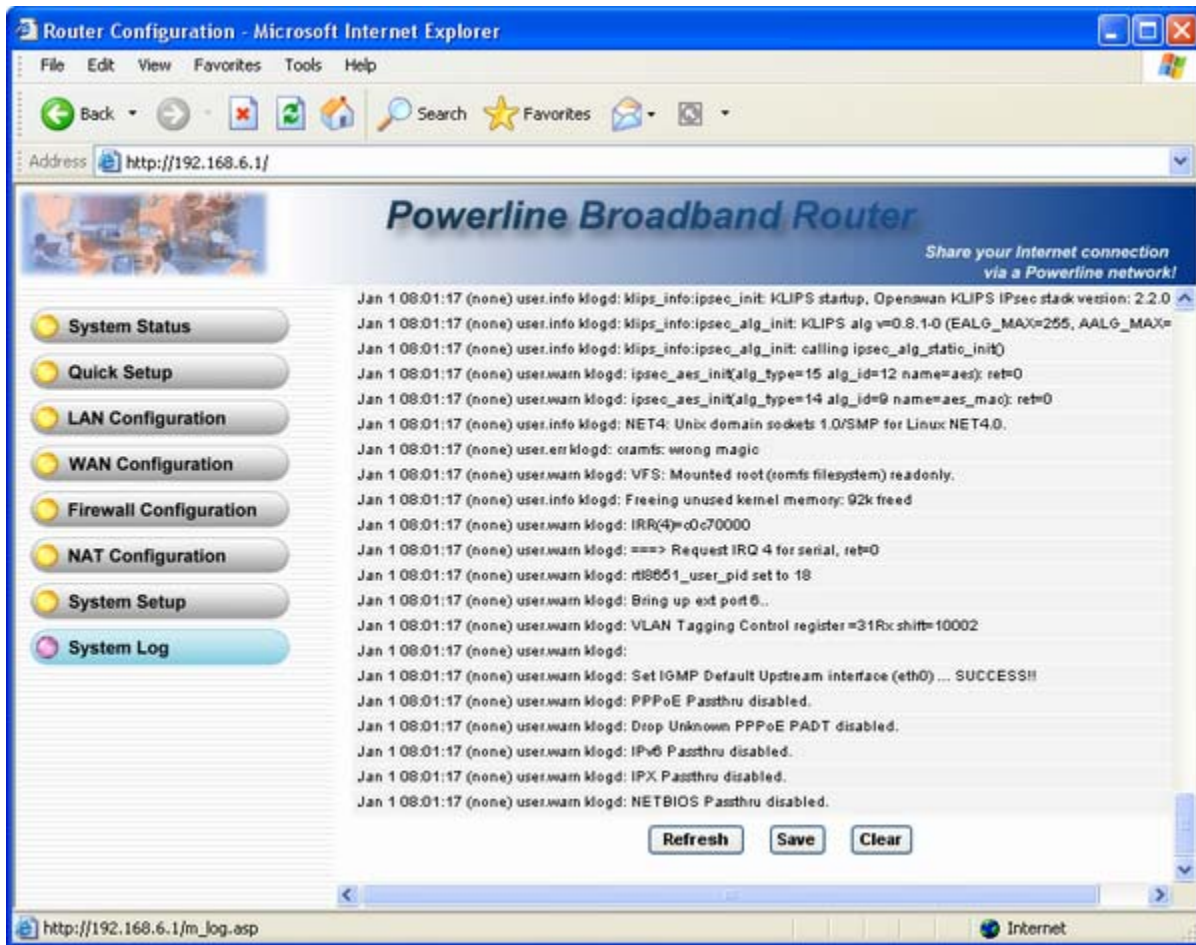 Router Configuration - Microsoft Internet Explorer
File Edit View Favorites Tools Help
Back Search Favorites
Address http://192.168.6.1/
Powerline Broadband Router
Share your Internet connection
via a Powerline network!
System Status
Quick Setup
LAN Configuration
WAN Configuration
Firewall Configuration
NAT Configuration
System Setup
System Log
Jan 1 08:01:17 (none) user.info klogd: klips_info:ipsec_init: KLIPS startup, Openswan KLIPS IPsec stack version: 2.2.0
Jan 1 08:01:17 (none) user.info klogd: klips_info:ipsec_alg_init: KLIPS alg v=0.8.1-0 (EALG_MAX=255, AALG_MAX=
Jan 1 08:01:17 (none) user.info klogd: klips_info:ipsec_alg_init: calling ipsec_alg_static_init()
Jan 1 08:01:17 (none) user.warn klogd: ipsec_aes_init(alg_type=15 alg_id=12 name=aes): ret=0
Jan 1 08:01:17 (none) user.warn klogd: ipsec_aes_init(alg_type=14 alg_id=9 name=aes_mac): ret=0
Jan 1 08:01:17 (none) user.info klogd: NET4: Unix domain sockets 1.0/SMP for Linux NET4.0.
Jan 1 08:01:17 (none) user.err klogd: cramfs: wrong magic
Jan 1 08:01:17 (none) user.warn klogd: VFS: Mounted root (romfs filesystem) readonly.
Jan 1 08:01:17 (none) user.info klogd: Freeing unused kernel memory: 92k freed
Jan 1 08:01:17 (none) user.warn klogd: IRR(4)=c0c70000
Jan 1 08:01:17 (none) user.warn klogd: ===> Request IRQ 4 for serial, ret=0
Jan 1 08:01:17 (none) user.warn klogd: rtl8651_user_pid set to 18
Jan 1 08:01:17 (none) user.warn klogd: Bring up ext port 6..
Jan 1 08:01:17 (none) user.warn klogd: VLAN Tagging Control register =31Rx shift=10002
Jan 1 08:01:17 (none) user.warn klogd:
Jan 1 08:01:17 (none) user.warn klogd: Set IGMP Default Upstream interface (eth0) ... SUCCESS!!
Jan 1 08:01:17 (none) user.warn klogd: PPPoE Passthru disabled.
Jan 1 08:01:17 (none) user.warn klogd: Drop Unknown PPPoE PADT disabled.
Jan 1 08:01:17 (none) user.warn klogd: IPv6 Passthru disabled.
Jan 1 08:01:17 (none) user.warn klogd: IPX Passthru disabled.
Jan 1 08:01:17 (none) user.warn klogd: NETBIOS Passthru disabled.
Refresh Save Clear
http://192.168.6.1/m_log.asp Internet